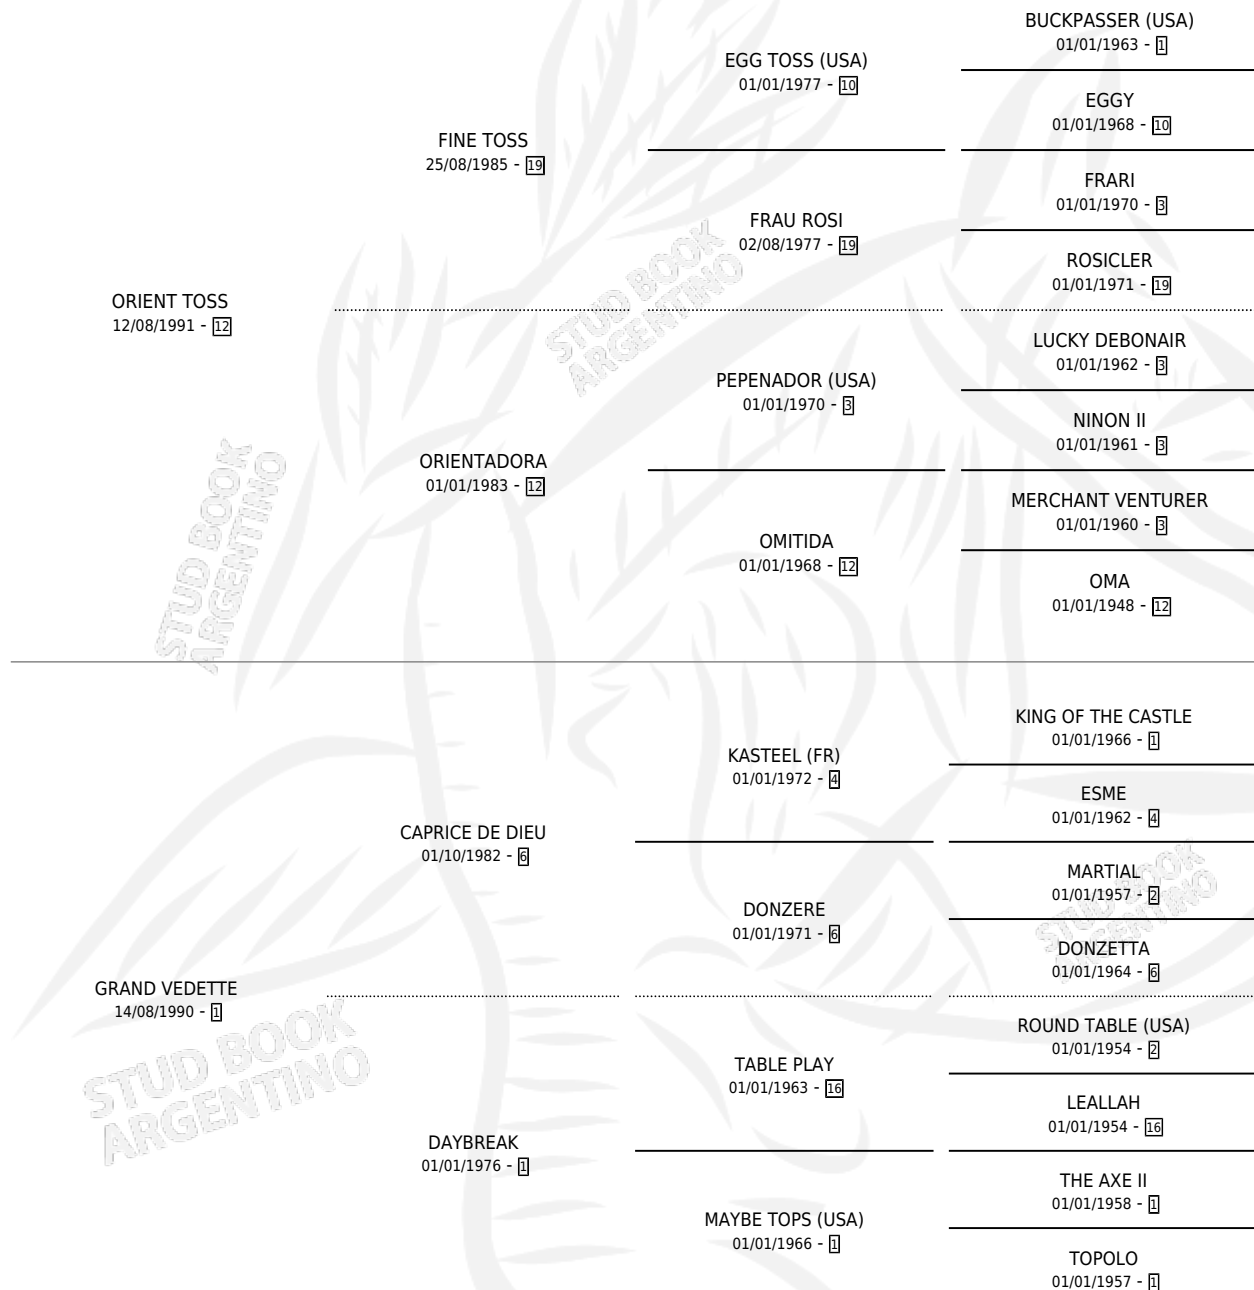 BUCKPASSER (USA)
01/01/1963 - 1
EGG TOSS (USA)
01/01/1977 - 10
EGGY
01/01/1968 - 10
FINE TOSS
25/08/1985 - 19
FRARI
01/01/1970 - 3
FRAU ROSI
02/08/1977 - 19
ROSICLER
01/01/1971 - 19
ORIENT TOSS
12/08/1991 - 12
LUCKY DEBONAIR
01/01/1962 - 3
PEPENADOR (USA)
01/01/1970 - 3
NINON II
01/01/1961 - 3
ORIENTADORA
01/01/1983 - 12
MERCHANT VENTURER
01/01/1960 - 3
OMITIDA
01/01/1968 - 12
OMA
01/01/1948 - 12
KING OF THE CASTLE
01/01/1966 - 1
KASTEEL (FR)
01/01/1972 - 4
ESME
01/01/1962 - 4
CAPRICE DE DIEU
01/10/1982 - 6
MARTIAL
01/01/1957 - 2
DONZERE
01/01/1971 - 6
DONZETTA
01/01/1964 - 6
GRAND VEDETTE
14/08/1990 - 1
ROUND TABLE (USA)
01/01/1954 - 2
TABLE PLAY
01/01/1963 - 16
LEALLAH
01/01/1954 - 16
DAYBREAK
01/01/1976 - 1
THE AXE II
01/01/1958 - 1
MAYBE TOPS (USA)
01/01/1966 - 1
TOPOLO
01/01/1957 - 1
STUD BOOK
ARGENTINO
STUD BOOK
ARGENTINO
STUD BOOK
ARGENTINO
STUD BOOK
ARGENTINO